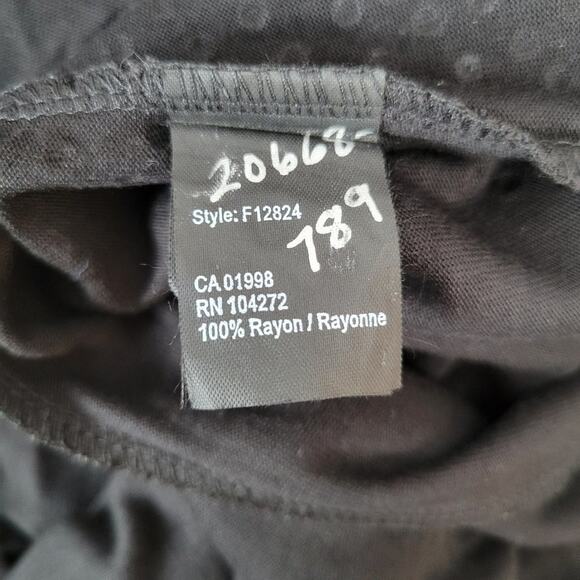 20668-
Style: F12824
789
CA 01998
RN 104272
100% Rayon / Rayonne